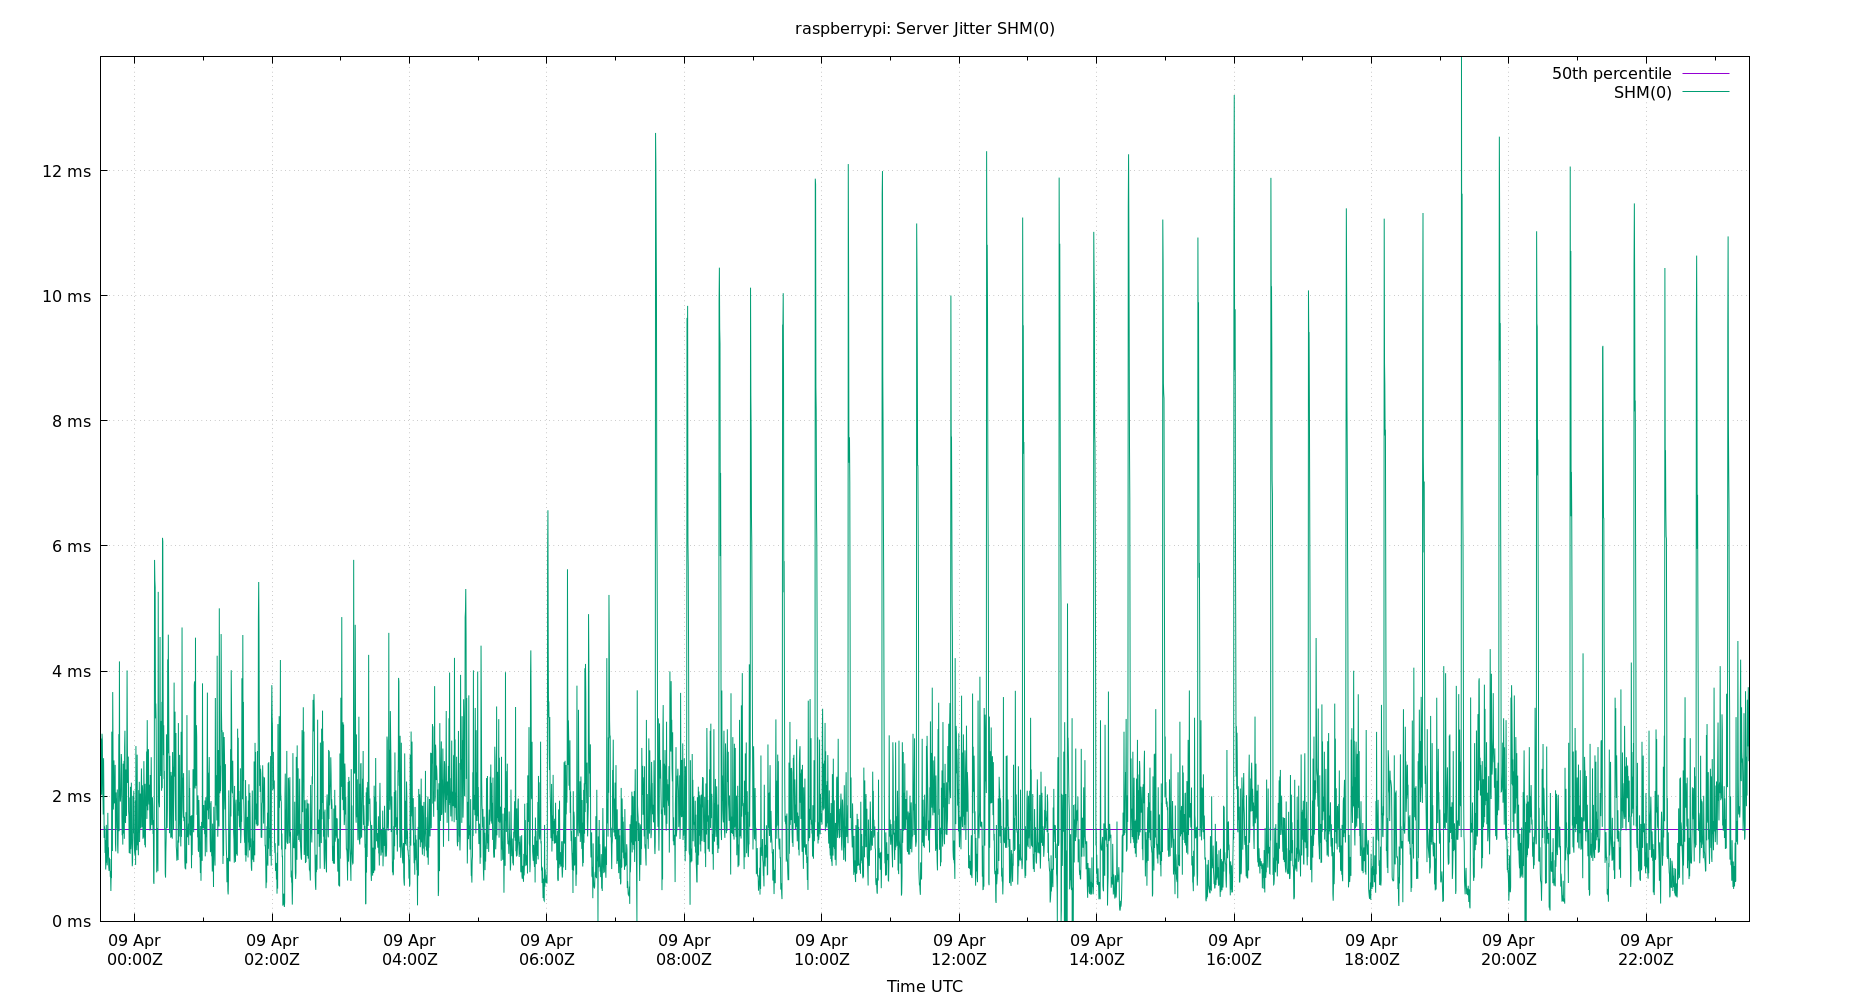 raspberrypi: Server Jitter SHM(0)
50th percentile
SHM(0)
12 ms
10 ms
8 ms
6 ms
4 ms
2 ms
0 ms
09 Apr 09 Apr 09 Apr 09 Apr 09 Apr 09 Apr 09 Apr 09 Apr 09 Apr 09 Apr 09 Apr 09 Apr
00:00Z 02:00Z 04:00Z 06:00Z 08:00Z 10:00Z 12:00Z 14:00Z 16:00Z 18:00Z 20:00Z 22:00Z
Time UTC